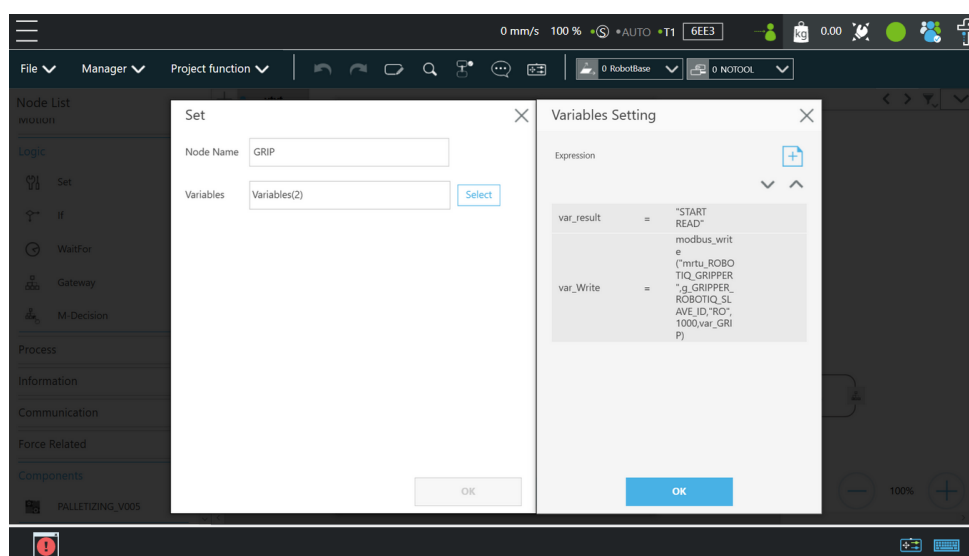 0 mm/s 100 % •Ⓢ •AUTO •T1 6EE3 kg 0.00
File Manager Project function 0 RobotBase 0 NOTOOL
Node List
Motion
Logic
Set
If
WaitFor
Gateway
M-Decision
Process
Information
Communication
Force Related
Components
PALLETIZING_V005
Set
Node Name GRIP
Variables Variables(2) Select
OK
Variables Setting
Expression
var_result = "START
READ"
var_Write = modbus_writ
e
("mrtu_ROBO
TIQ_GRIPPER
",g_GRIPPER_
ROBOTIQ_SL
AVE_ID,"RO",
1000,var_GRI
P)
OK
100%